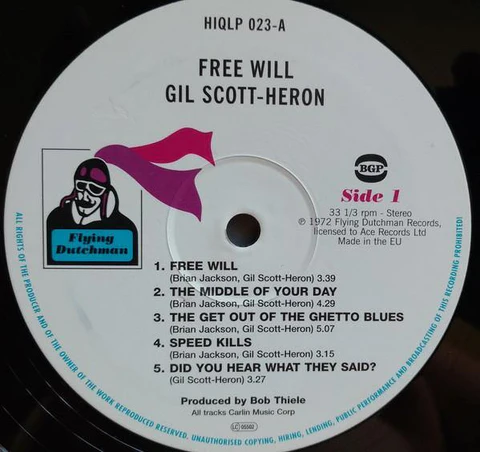 HIQLP 023-A
FREE WILL
GIL SCOTT-HERON
BGP
Side 1
33 1/3 rpm - Stereo
℗ 1972 Flying Dutchman Records,
licensed to Ace Records Ltd
Made in the EU
Flying
Dutchman
1. FREE WILL
(Brian Jackson, Gil Scott-Heron) 3.39
2. THE MIDDLE OF YOUR DAY
(Brian Jackson, Gil Scott-Heron) 4.29
3. THE GET OUT OF THE GHETTO BLUES
(Brian Jackson, Gil Scott-Heron) 5.07
4. SPEED KILLS
(Brian Jackson, Gil Scott-Heron) 3.15
5. DID YOU HEAR WHAT THEY SAID?
(Gil Scott-Heron) 3.27
Produced by Bob Thiele
All tracks Carlin Music Corp
LC 05502
ALL RIGHTS OF THE PRODUCER AND OF THE OWNER OF THE WORK REPRODUCED RESERVED. UNAUTHORISED COPYING, HIRING, LENDING, PUBLIC PERFORMANCE AND BROADCASTING OF THIS RECORDING PROHIBITED!